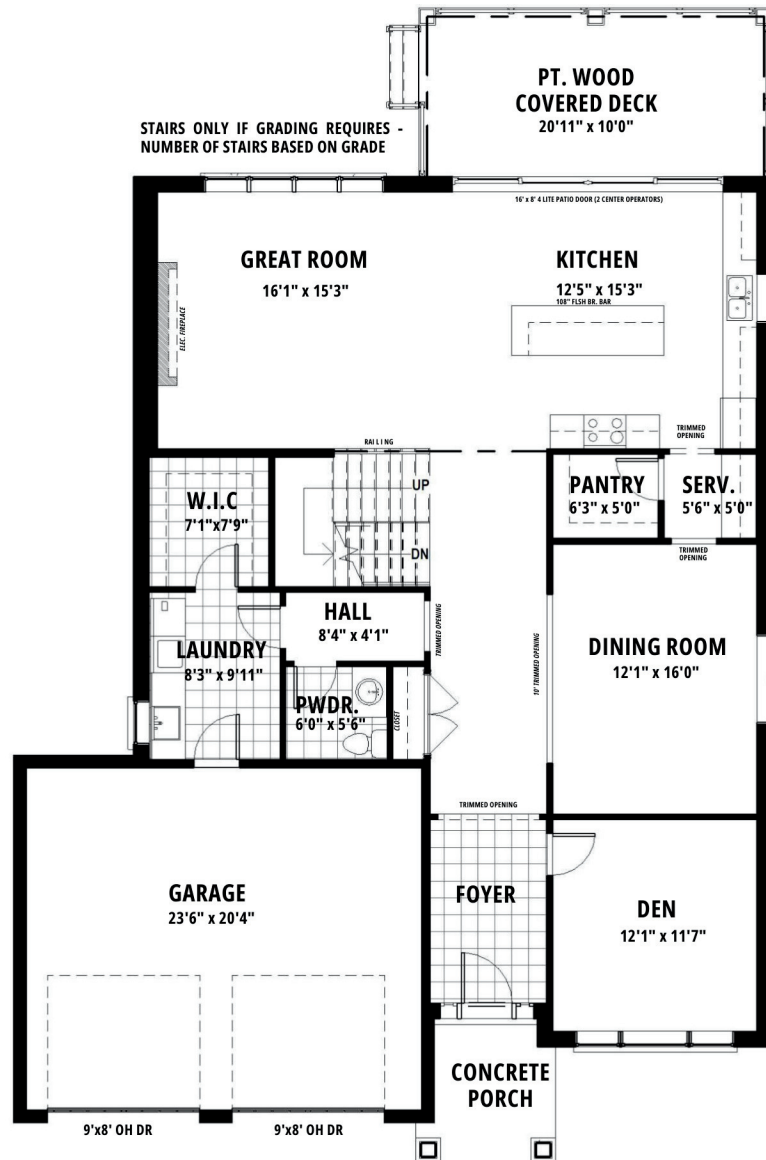 PT. WOOD
COVERED DECK
20'11" x 10'0"
STAIRS ONLY IF GRADING REQUIRES -
NUMBER OF STAIRS BASED ON GRADE
16' x 8' 4 LITE PATIO DOOR (2 CENTER OPERATORS)
GREAT ROOM
16'1" x 15'3"
KITCHEN
12'5" x 15'3"
108" FLSH BR. BAR
ELEC. FIREPLACE
RAILING
TRIMMED
OPENING
UP
DN
W.I.C
7'1"x7'9"
PANTRY
6'3" x 5'0"
SERV.
5'6" x 5'0"
TRIMMED
OPENING
HALL
8'4" x 4'1"
TRIMMED OPENING
LAUNDRY
8'3" x 9'11"
10' TRIMMED OPENING
DINING ROOM
12'1" x 16'0"
PWDR.
6'0" x 5'6"
CLOSET
TRIMMED OPENING
GARAGE
23'6" x 20'4"
FOYER
DEN
12'1" x 11'7"
CONCRETE
PORCH
9'x8' OH DR
9'x8' OH DR